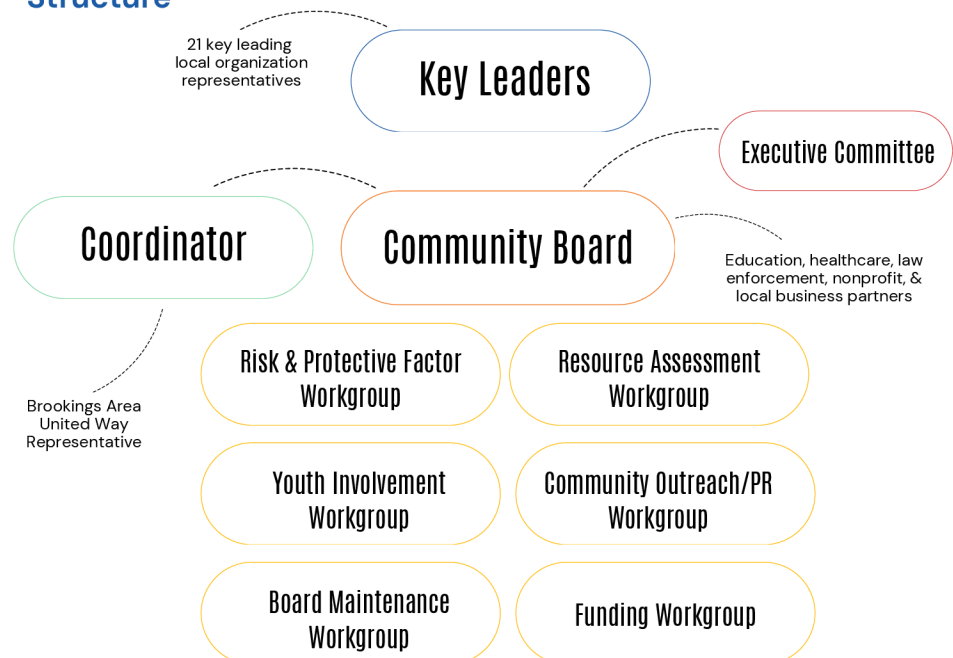 Structure
21 key leading
local organization
representatives
Key Leaders
Executive Committee
Coordinator
Community Board
Education, healthcare, law
enforcement, nonprofit, &
local business partners
Brookings Area
United Way
Representative
Risk & Protective Factor
Workgroup
Resource Assessment
Workgroup
Youth Involvement
Workgroup
Community Outreach/PR
Workgroup
Board Maintenance
Workgroup
Funding Workgroup